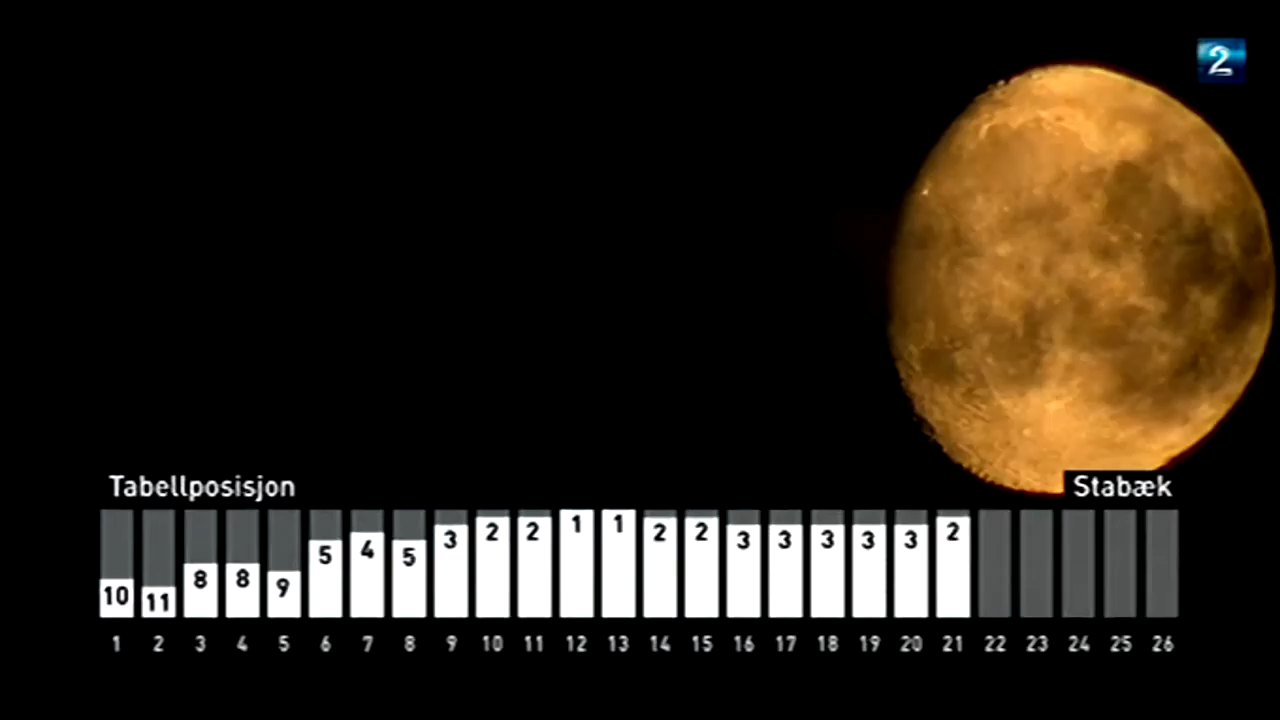 2
Tabellposisjon
Stabæk
10 11 8 8 9 5 4 5 3 2 2 1 1 2 2 3 3 3 3 3 2
1 2 3 4 5 6 7 8 9 10 11 12 13 14 15 16 17 18 19 20 21 22 23 24 25 26